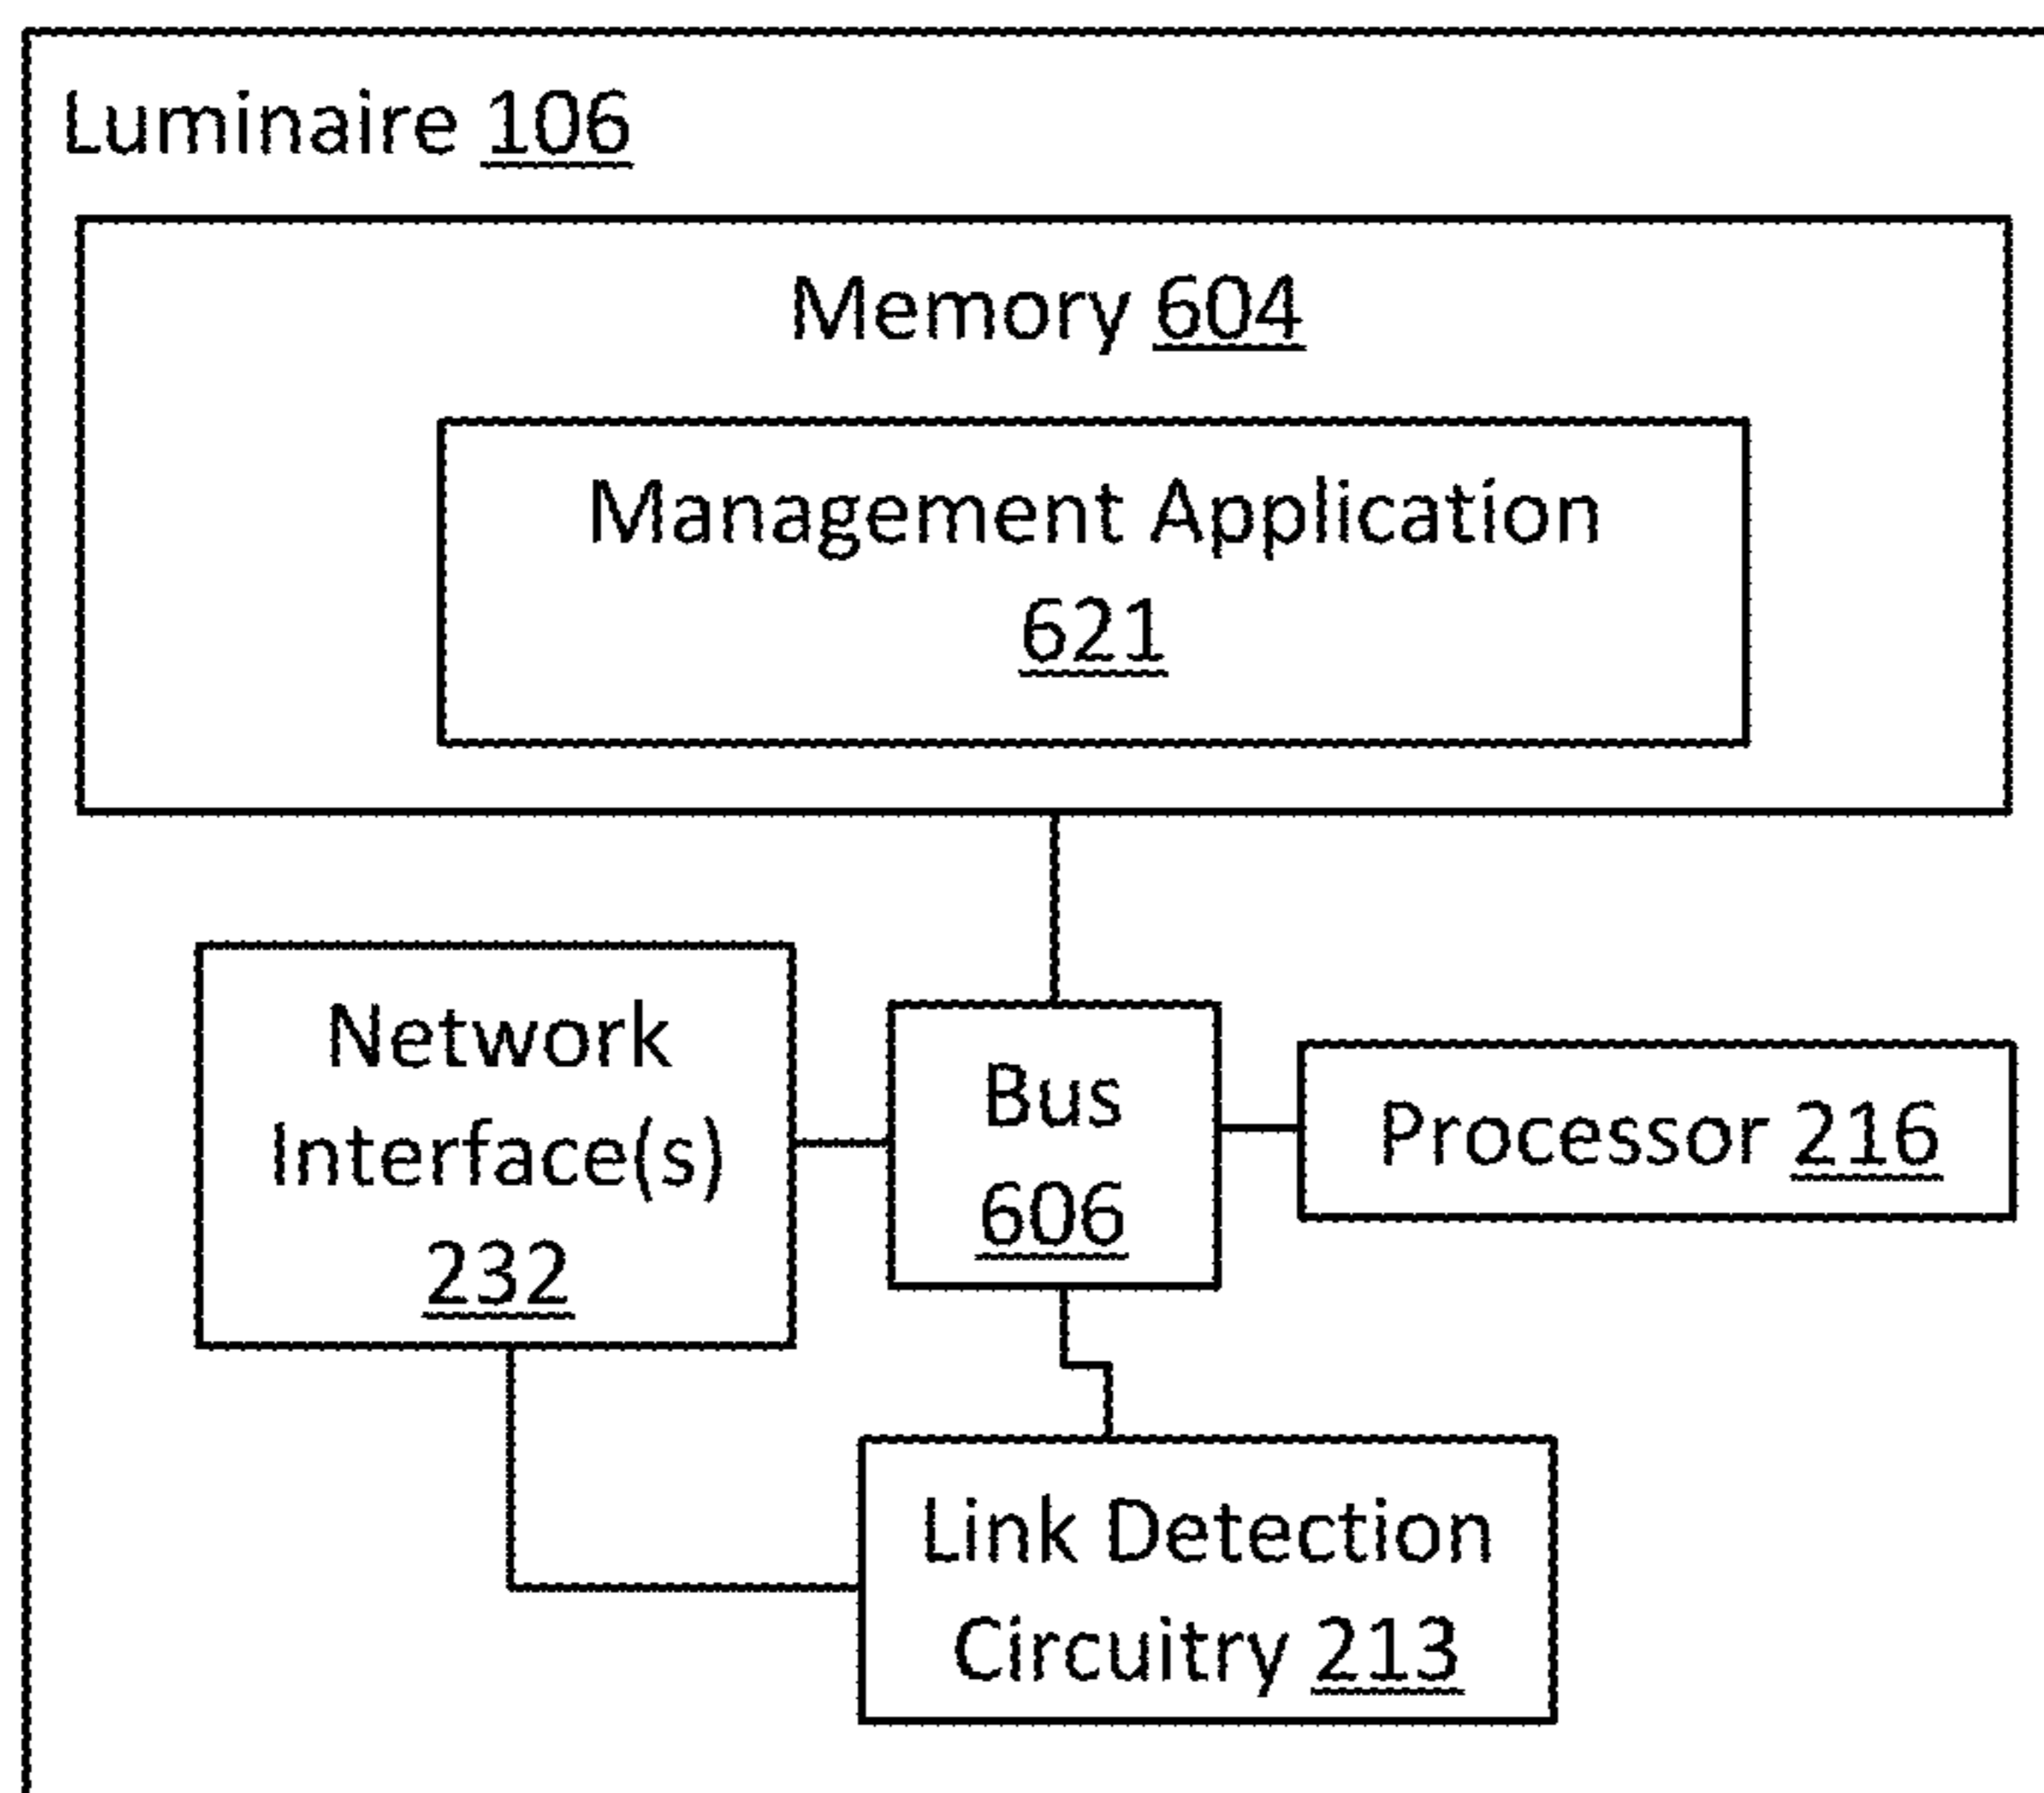 Luminaire 106
Memory 604
Management Application
621
Network
Interface(s)
232
Bus
606
Processor 216
Link Detection
Circuitry 213